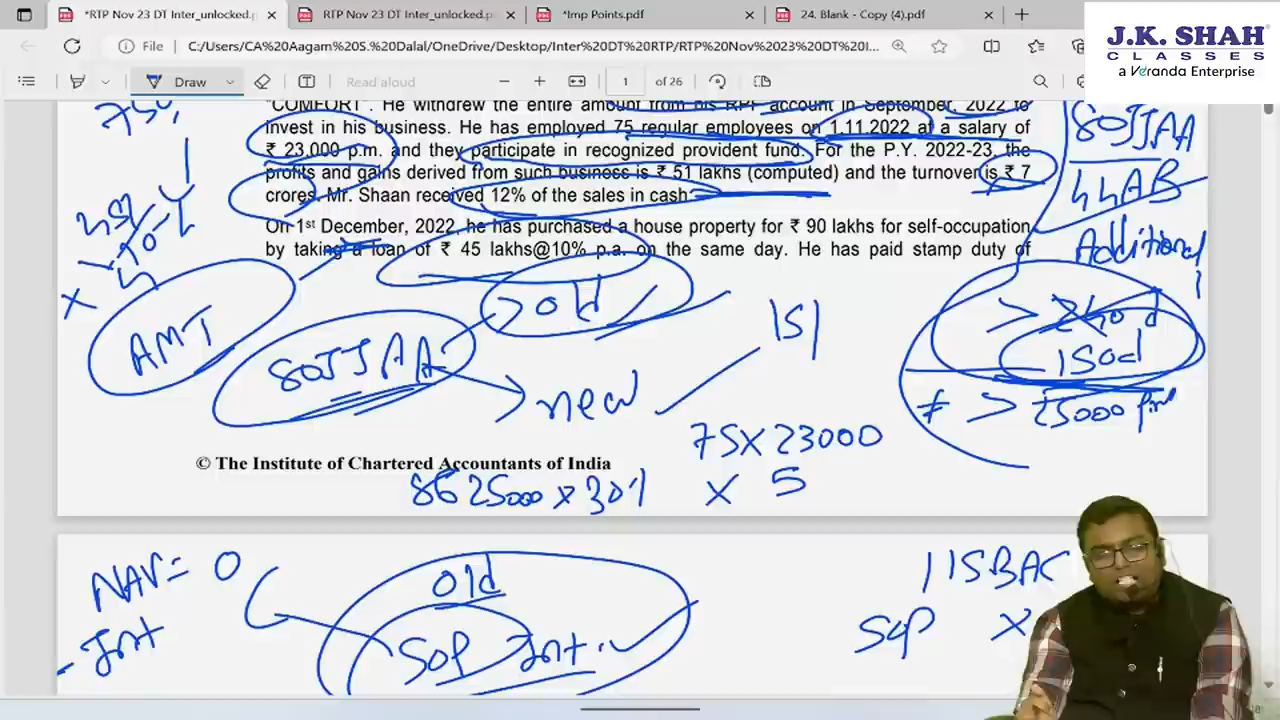 *RTP Nov 23 DT Inter_unlocked.p
RTP Nov 23 DT Inter_unlocked.pd
*Imp Points.pdf
24. Blank - Copy (4).pdf
File
C:/Users/CA%20Aagam%20S.%20Dalal/OneDrive/Desktop/Inter%20DT%20RTP/RTP%20Nov%202023%20DT%20I...
J.K. SHAH
CLASSES
a Veranda Enterprise
Draw
Read aloud
1
of 26
"COMFORT". He withdrew the entire amount from his RPF account in September, 2022 to
invest in his business. He has employed 75 regular employees on 1.11.2022 at a salary of
₹ 23,000 p.m. and they participate in recognized provident fund. For the P.Y. 2022-23, the
profits and gains derived from such business is ₹ 51 lakhs (computed) and the turnover is ₹ 7
crores. Mr. Shaan received 12% of the sales in cash
On 1st December, 2022, he has purchased a house property for ₹ 90 lakhs for self-occupation
by taking a loan of ₹ 45 lakhs@10% p.a. on the same day. He has paid stamp duty of
80JJAA
44AB
Additional
> 240d
150d
≠ > 25000 pm
AMT
80JJAA
> old
new
151
75 x 23000
x 5
© The Institute of Chartered Accountants of India
8625000 x 30%
NAV = 0
- Int
Old
SOP Int.
115BAC
SOP x